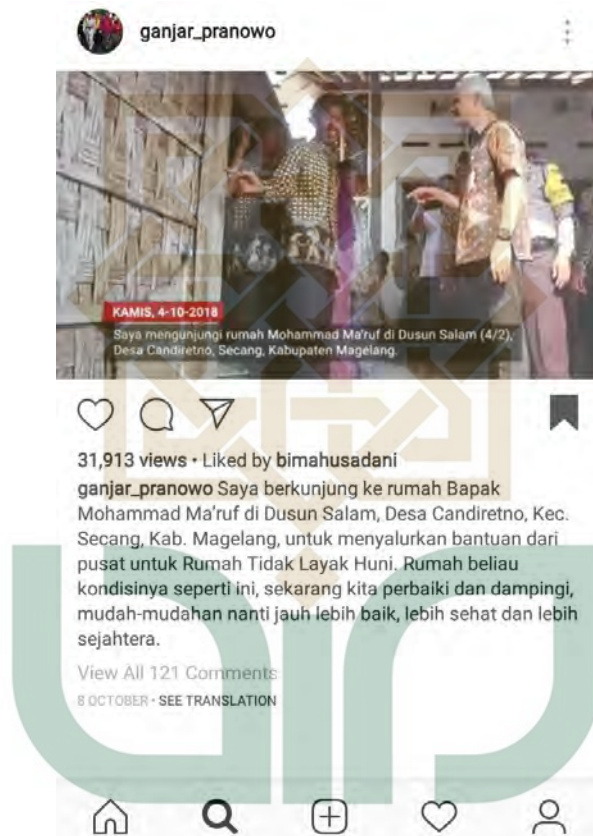 ganjar_pranowo
KAMIS, 4-10-2018
Saya mengunjungi rumah Mohammad Ma'ruf di Dusun Salam (4/2),
Desa Candiretno, Secang, Kabupaten Magelang.
31,913 views • Liked by bimahusadani
ganjar_pranowo Saya berkunjung ke rumah Bapak
Mohammad Ma'ruf di Dusun Salam, Desa Candiretno, Kec.
Secang, Kab. Magelang, untuk menyalurkan bantuan dari
pusat untuk Rumah Tidak Layak Huni. Rumah beliau
kondisinya seperti ini, sekarang kita perbaiki dan dampingi,
mudah-mudahan nanti jauh lebih baik, lebih sehat dan lebih
sejahtera.
View All 121 Comments
8 OCTOBER • SEE TRANSLATION